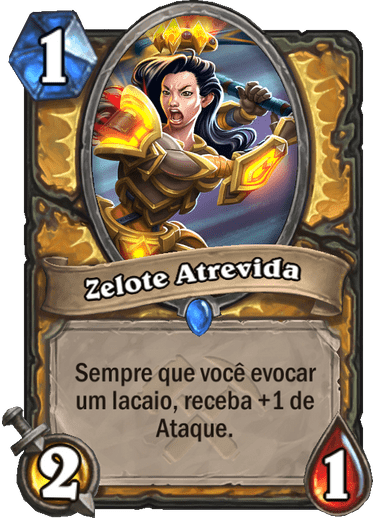 1
Zelote Atrevida
Sempre que você evocar
um lacaio, receba +1 de
Ataque.
2
1